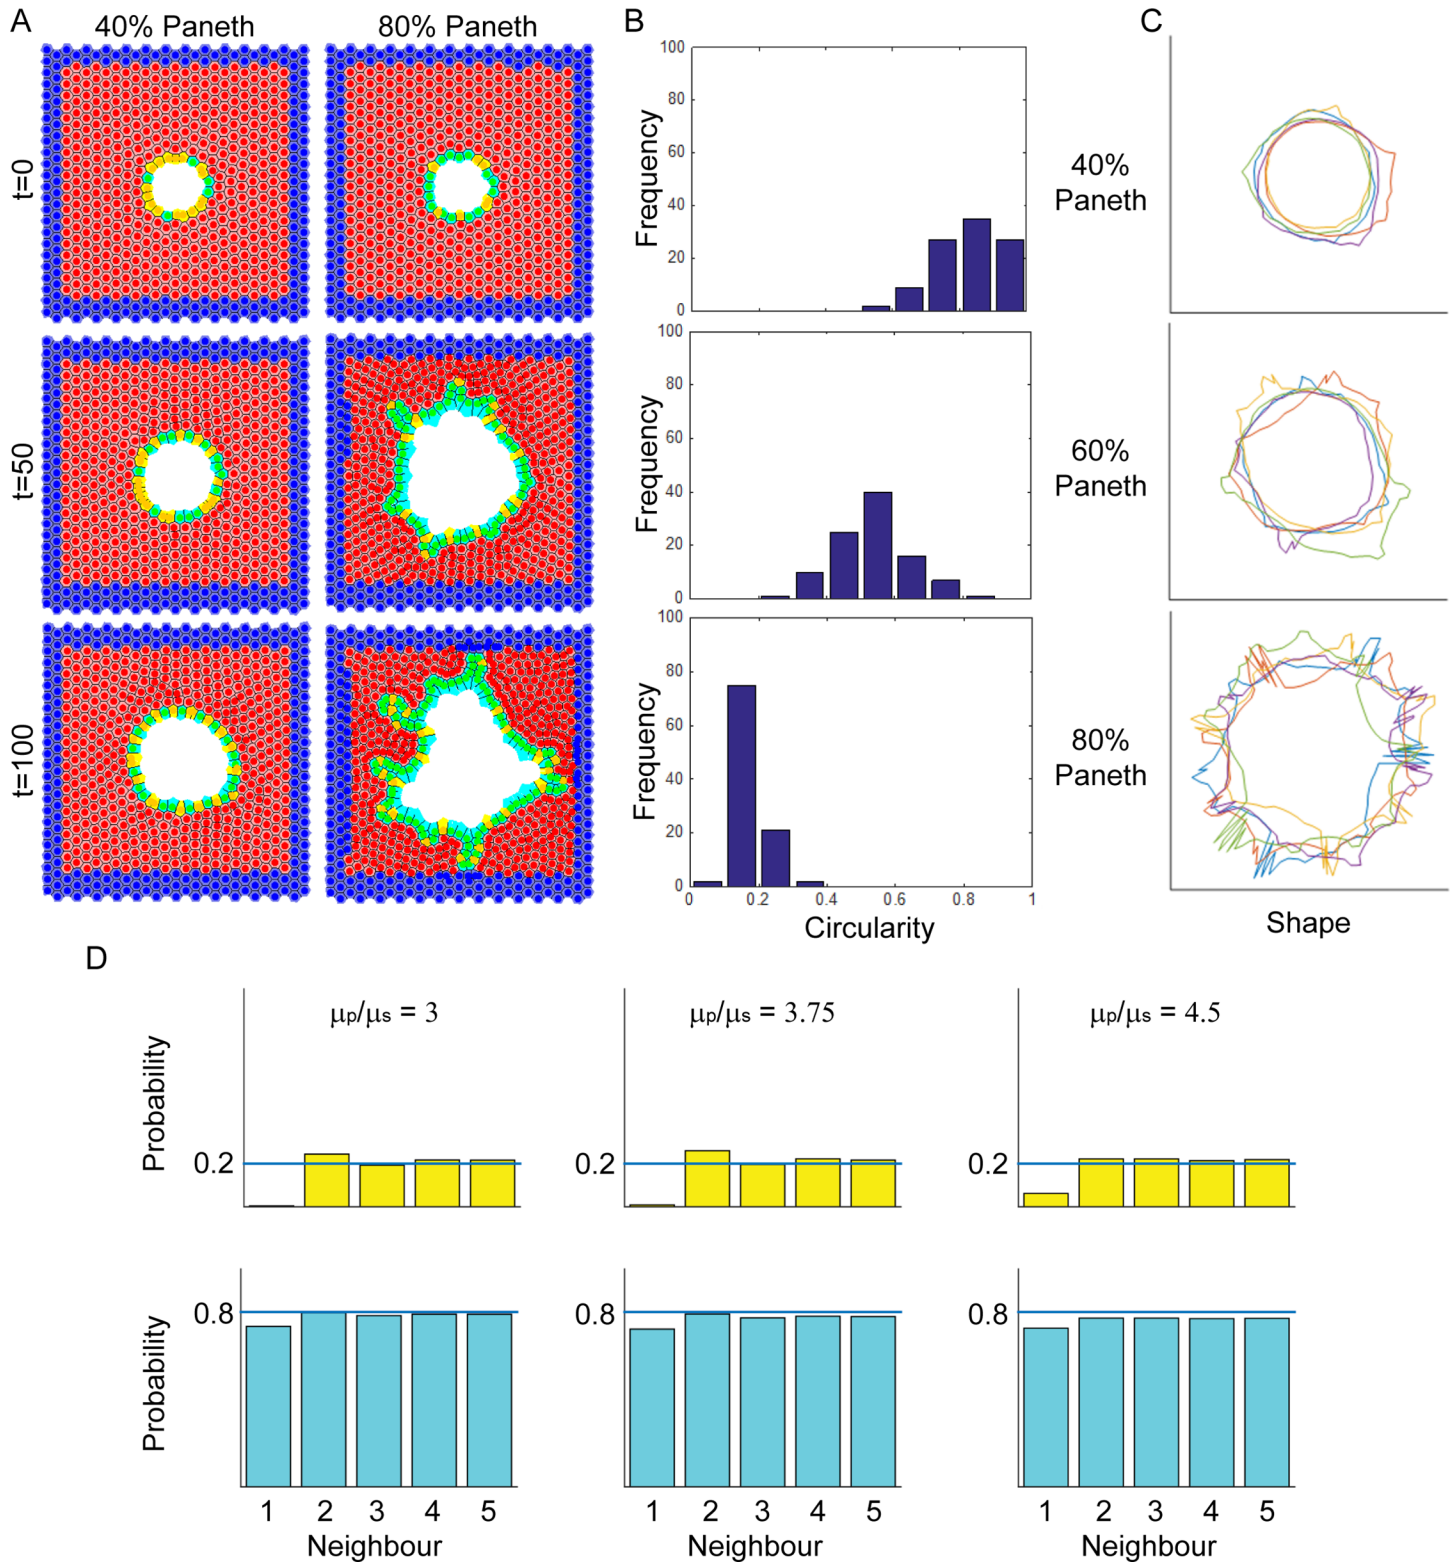 A
40% Paneth
80% Paneth
B
C
t=0
t=50
t=100
100
80
60
40
20
0
Frequency
100
80
60
40
20
0
Frequency
100
80
60
40
20
0
Frequency
0
0.2
0.4
0.6
0.8
1
Circularity
40%
Paneth
60%
Paneth
80%
Paneth
Shape
D
μp/μs = 3
μp/μs = 3.75
μp/μs = 4.5
Probability
0.2
0.2
0.2
Probability
0.8
0.8
0.8
1 2 3 4 5
1 2 3 4 5
1 2 3 4 5
Neighbour
Neighbour
Neighbour